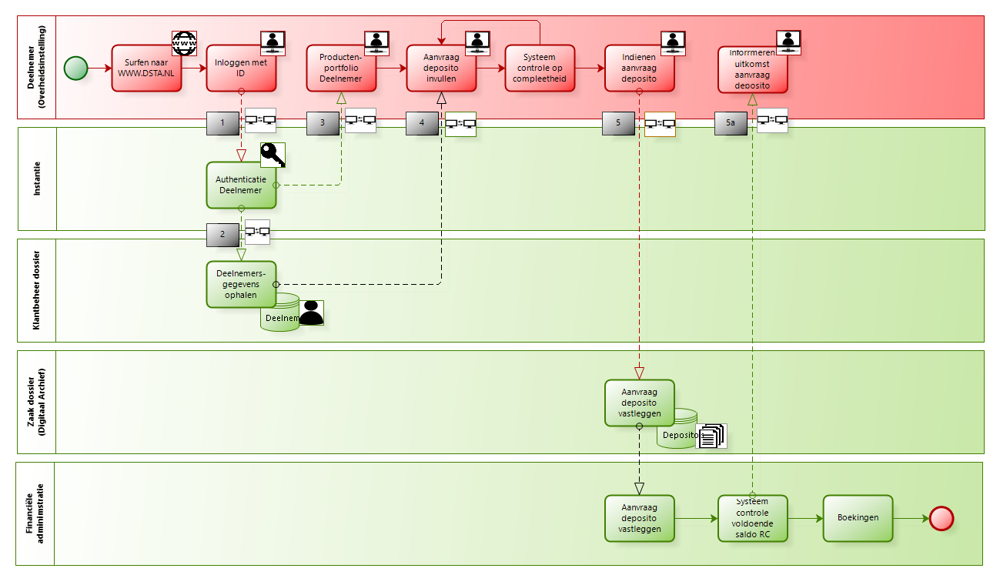 Deelnemer
(Overheidsinstelling)
Surfen naar
WWW.DSTA.NL
WWW
Inloggen met
ID
Producten-
portfolio
Deelnemer
Aanvraag
deposito
invullen
Systeem
controle op
compleetheid
Indienen
aanvraag
deposito
Inforrmeren
uitkomst
aanvraag
deposito
1
3
4
5
5a
Instantie
Authenticatie
Deelnemer
2
Klantbeheer dossier
Deelnemers-
gegevens
ophalen
Deelnem
Zaak dossier
(Digitaal Archief)
Aanvraag
deposito
vastleggen
Deposito's
Financiële
adminimstratie
Aanvraag
deposito
vastleggen
Systeem
controle
voldoende
saldo RC
Boekingen